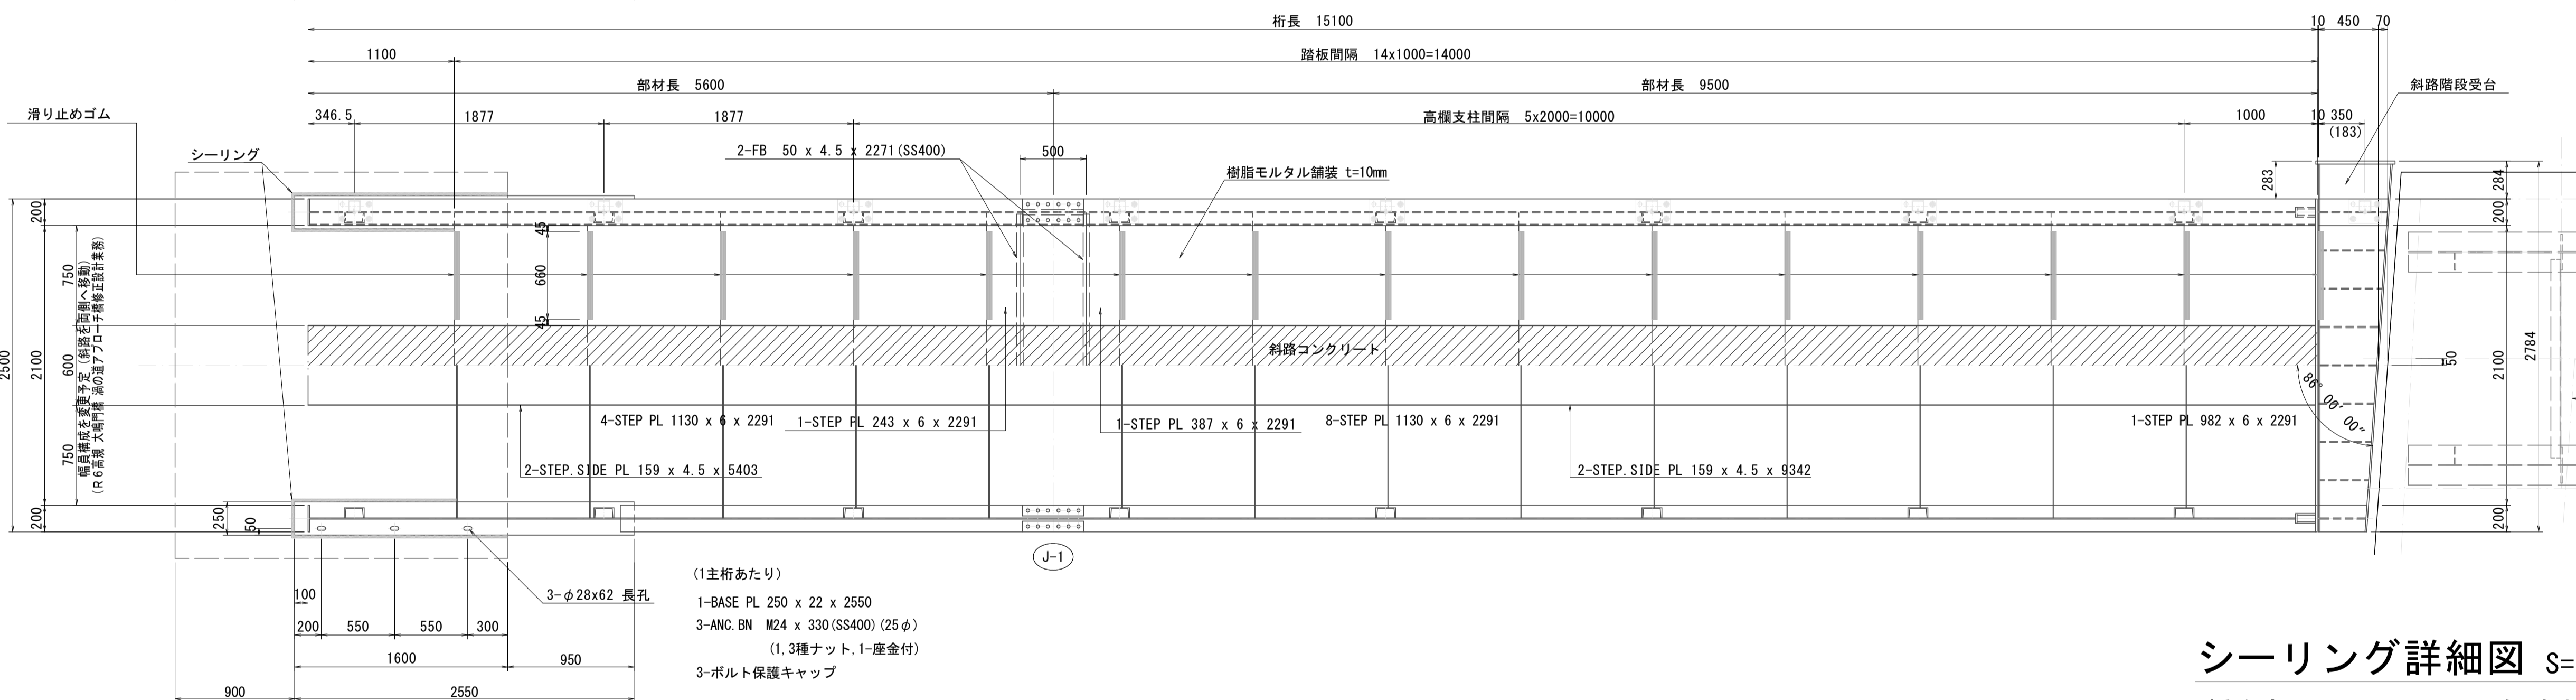 桁長 15100
10 450 70
1100
踏板間隔 14x1000=14000
部材長 5600
部材長 9500
斜路階段受台
滑り止めゴム
346.5
1877
1877
高欄支柱間隔 5x2000=10000
1000
10 350
(183)
シーリング
2-FB 50 x 4.5 x 2271(SS400)
500
樹脂モルタル舗装 t=10mm
283
284
200
200
45
660
45
750
600
750
2100
2500
200
幅員構成を変更予定(斜路を両側へ移動)
(R6高規 大鳴門橋 渦の道アプローチ橋修正設計業務)
斜路コンクリート
50
2100
2784
200
86° 00' 00"
4-STEP PL 1130 x 6 x 2291
1-STEP PL 243 x 6 x 2291
1-STEP PL 387 x 6 x 2291
8-STEP PL 1130 x 6 x 2291
1-STEP PL 982 x 6 x 2291
2-STEP.SIDE PL 159 x 4.5 x 5403
2-STEP.SIDE PL 159 x 4.5 x 9342
250
50
J-1
(1主桁あたり)
1-BASE PL 250 x 22 x 2550
3-ANC.BN M24 x 330(SS400)(25φ)
(1,3種ナット,1-座金付)
3-ボルト保護キャップ
3-φ28x62 長孔
100
200 550 550 300
1600 950
900 2550
シーリング詳細図 S=